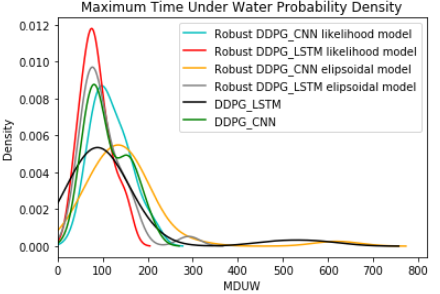 Maximum Time Under Water Probability Density
Robust DDPG_CNN likelihood model
Robust DDPG_LSTM likelihood model
Robust DDPG_CNN elipsoidal model
Robust DDPG_LSTM elipsoidal model
DDPG_LSTM
DDPG_CNN
Density
0.012
0.010
0.008
0.006
0.004
0.002
0.000
0 100 200 300 400 500 600 700 800
MDUW